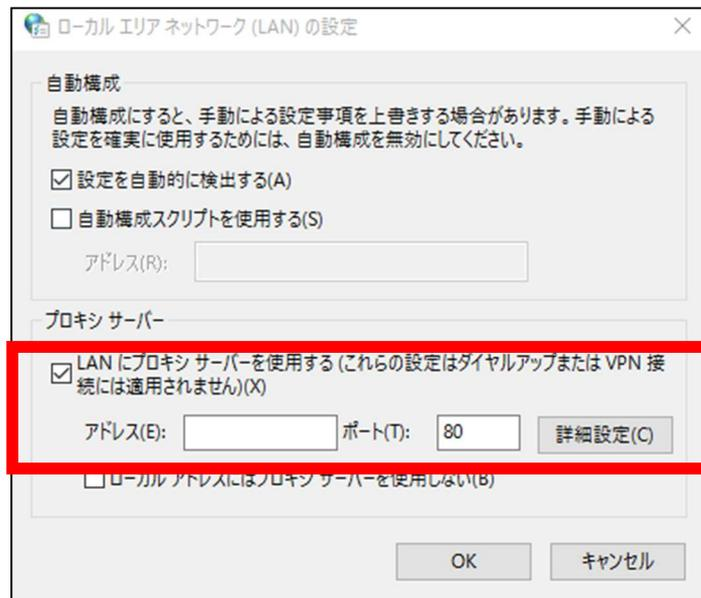 ローカル エリア ネットワーク (LAN) の設定
自動構成
自動構成にすると、手動による設定事項を上書きする場合があります。手動による
設定を確実に使用するためには、自動構成を無効にしてください。
設定を自動的に検出する(A)
自動構成スクリプトを使用する(S)
アドレス(R):
プロキシ サーバー
LAN にプロキシ サーバーを使用する (これらの設定はダイヤルアップまたは VPN 接
続には適用されません)(X)
アドレス(E): ポート(T): 80 詳細設定(C)
ローカル アドレスにはプロキシ サーバーを使用しない(B)
OK キャンセル